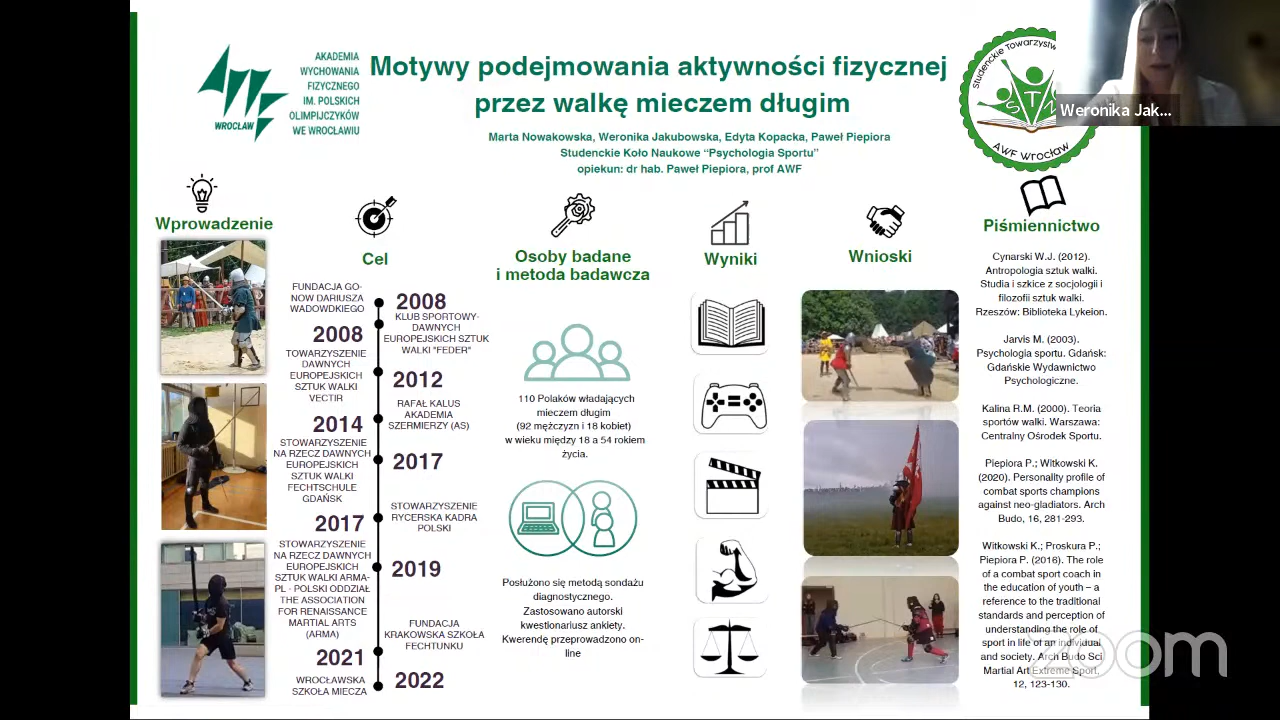 AKADEMIA
WYCHOWANIA
FIZYCZNEGO
IM. POLSKICH
OLIMPIJCZYKÓW
WE WROCŁAWIU
WROCŁAW
Motywy podejmowania aktywności fizycznej
przez walkę mieczem długim
Marta Nowakowska, Weronika Jakubowska, Edyta Kopacka, Paweł Piepiora
Studenckie Koło Naukowe “Psychologia Sportu”
opiekun: dr hab. Paweł Piepiora, prof AWF
Studenckie Towarzystw
STN
AWF Wrocław
Weronika Jak...
Wprowadzenie
Cel
FUNDACJA GO-
NOW DARIUSZA
WADOWDKIEGO
2008
KLUB SPORTOWY-
DAWNYCH
EUROPEJSKICH SZTUK
WALKI "FEDER"
2008
TOWARZYSZENIE
DAWNYCH
EUROPEJSKICH
SZTUK WALKI
VECTIR
2012
RAFAŁ KALUS
AKADEMIA
SZERMIERZY (AS)
2014
STOWARZYSZENIE
NA RZECZ DAWNYCH
EUROPEJSKICH
SZTUK WALKI
FECHTSCHULE
GDAŃSK
2017
STOWARZYSZENIE
RYCERSKA KADRA
POLSKI
2017
STOWARZYSZENIE
NA RZECZ DAWNYCH
EUROPEJSKICH
SZTUK WALKI ARMA-
PL - POLSKI ODDZIAŁ
THE ASSOCIATION
FOR RENAISSANCE
MARTIAL ARTS
(ARMA)
2019
FUNDACJA
KRAKOWSKA SZKOŁA
FECHTUNKU
2021
WROCŁAWSKA
SZKOŁA MIECZA
2022
Osoby badane
i metoda badawcza
110 Polaków władających
mieczem długim
(92 mężczyzn i 18 kobiet)
w wieku między 18 a 54 rokiem
życia.
Posłużono się metodą sondażu
diagnostycznego.
Zastosowano autorski
kwestionariusz ankiety.
Kwerendę przeprowadzono on-
line
Wyniki
Wnioski
Piśmiennictwo
Cynarski W.J. (2012).
Antropologia sztuk walki.
Studia i szkice z socjologii i
filozofii sztuk walki.
Rzeszów: Biblioteka Lykeion.
Jarvis M. (2003).
Psychologia sportu. Gdańsk:
Gdańskie Wydawnictwo
Psychologiczne.
Kalina R.M. (2000). Teoria
sportów walki. Warszawa:
Centralny Ośrodek Sportu.
Piepiora P.; Witkowski K.
(2020). Personality profile of
combat sports champions
against neo-gladiators. Arch
Budo, 16, 281-293.
Witkowski K.; Proskura P.;
Piepiora P. (2016). The role
of a combat sport coach in
the education of youth – a
reference to the traditional
standards and perception of
understanding the role of
sport in life of an individual
and society. Arch Budo Sci
Martial Art Extreme Sport,
12, 123-130.
zoom